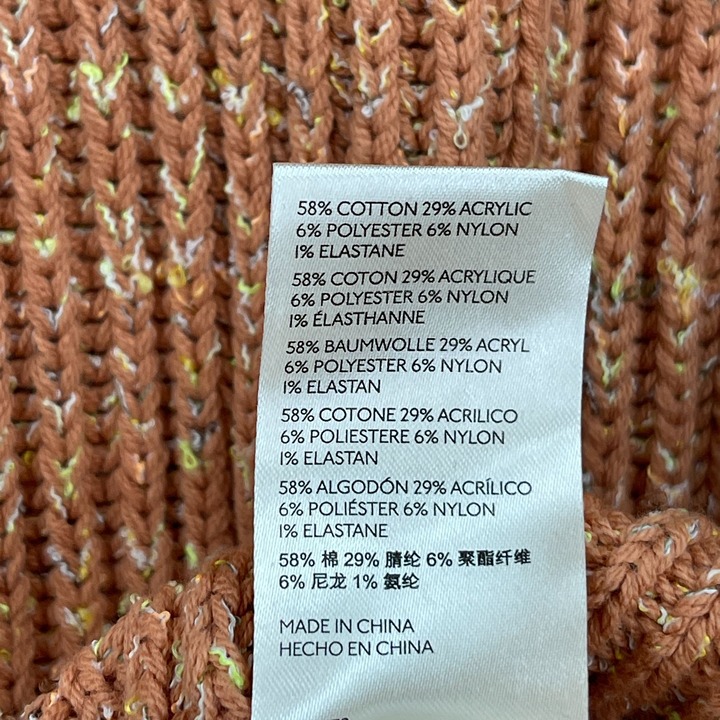 58% COTTON 29% ACRYLIC
6% POLYESTER 6% NYLON
1% ELASTANE
58% COTON 29% ACRYLIQUE
6% POLYESTER 6% NYLON
1% ÉLASTHANNE
58% BAUMWOLLE 29% ACRYL
6% POLYESTER 6% NYLON
1% ELASTAN
58% COTONE 29% ACRILICO
6% POLIESTERE 6% NYLON
1% ELASTAN
58% ALGODÓN 29% ACRÍLICO
6% POLIÉSTER 6% NYLON
1% ELASTANE
58% 棉 29% 腈纶 6% 聚酯纤维
6% 尼龙 1% 氨纶
MADE IN CHINA
HECHO EN CHINA